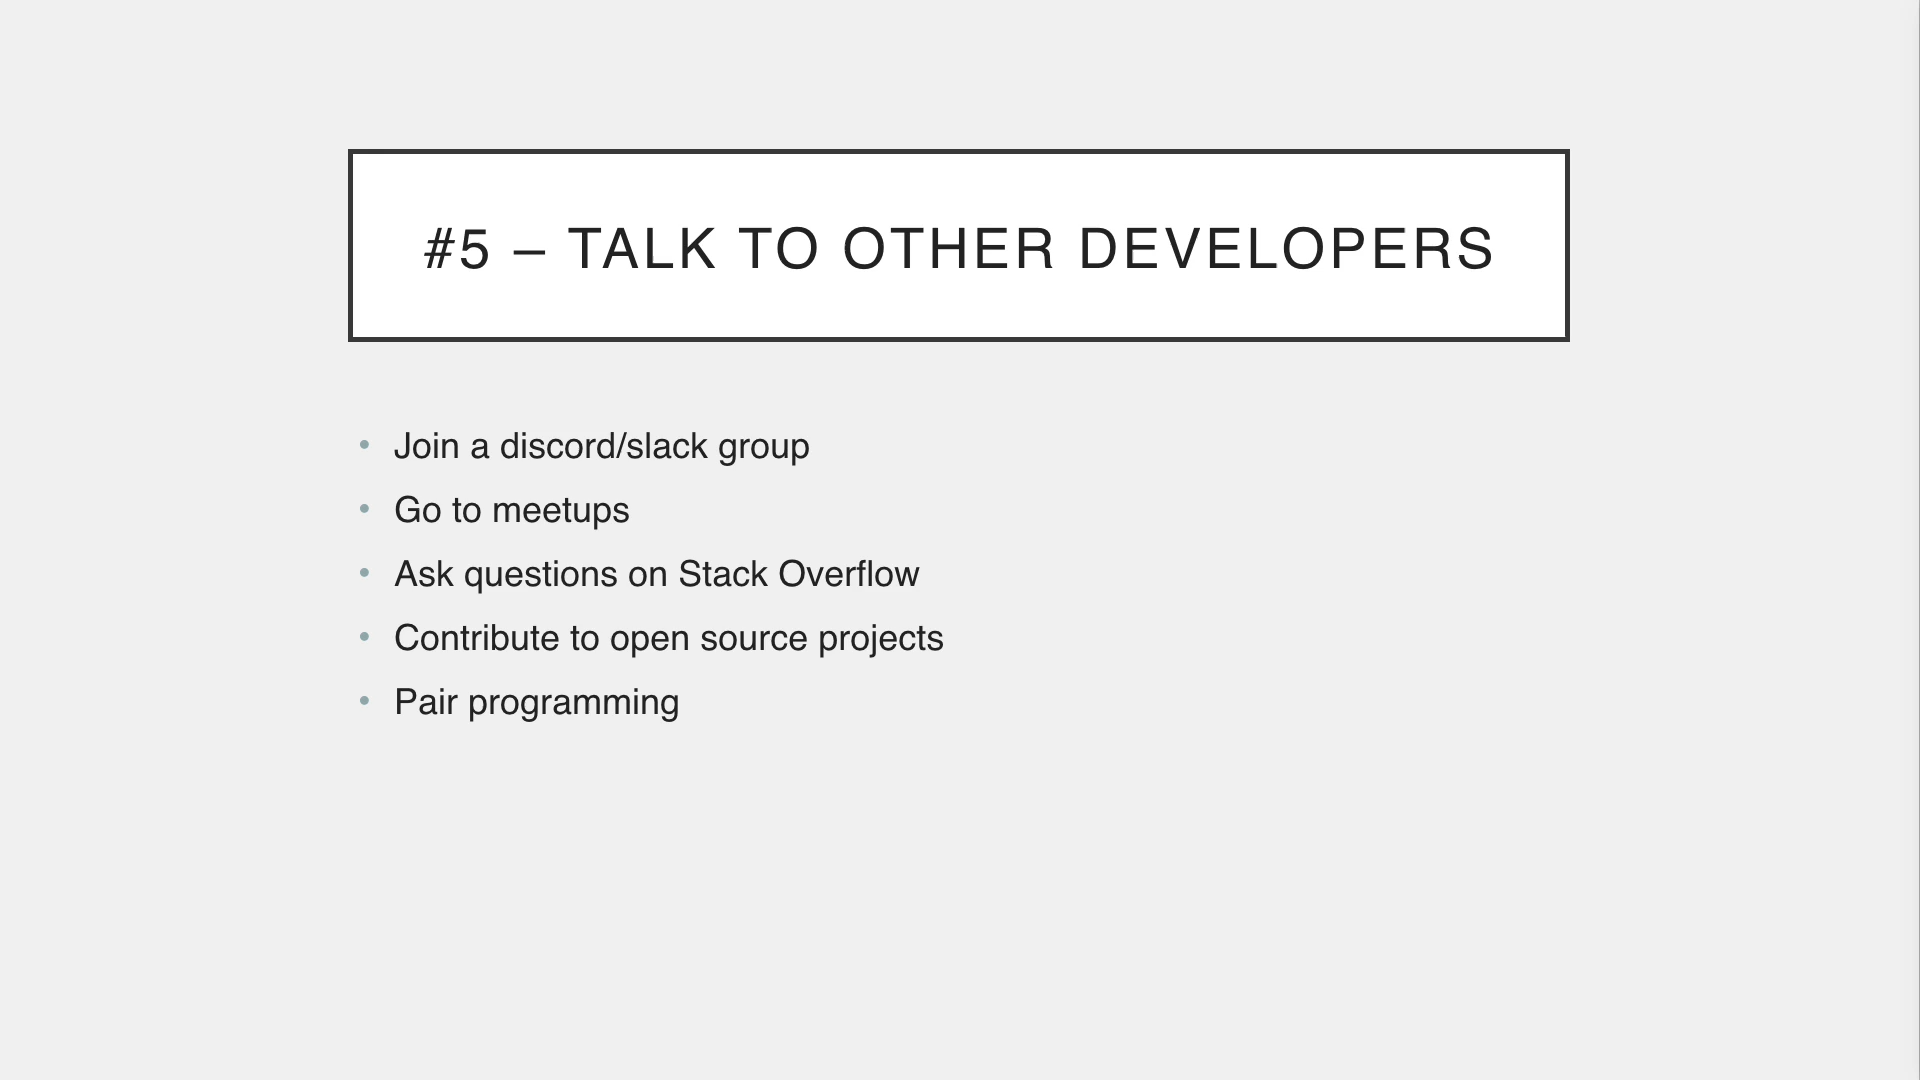 #5 – TALK TO OTHER DEVELOPERS
• Join a discord/slack group
• Go to meetups
• Ask questions on Stack Overflow
• Contribute to open source projects
• Pair programming